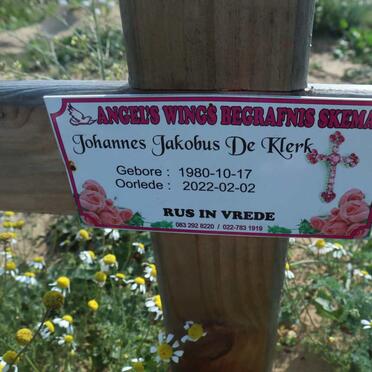 ANGEL'S WINGS BEGRAFNIS SKEMA
Johannes Jakobus De Klerk
Gebore : 1980-10-17
Oorlede : 2022-02-02
RUS IN VREDE
083 292 8220 / 022-783 1919